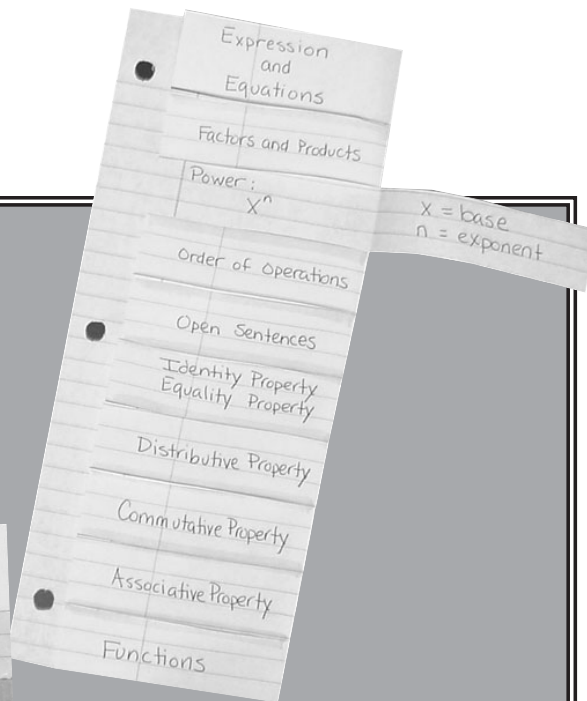 Expression
and
Equations
Factors and Products
Power:
Xⁿ
x = base
n = exponent
Order of Operations
Open Sentences
Identity Property
Equality Property
Distributive Property
Commutative Property
Associative Property
Functions